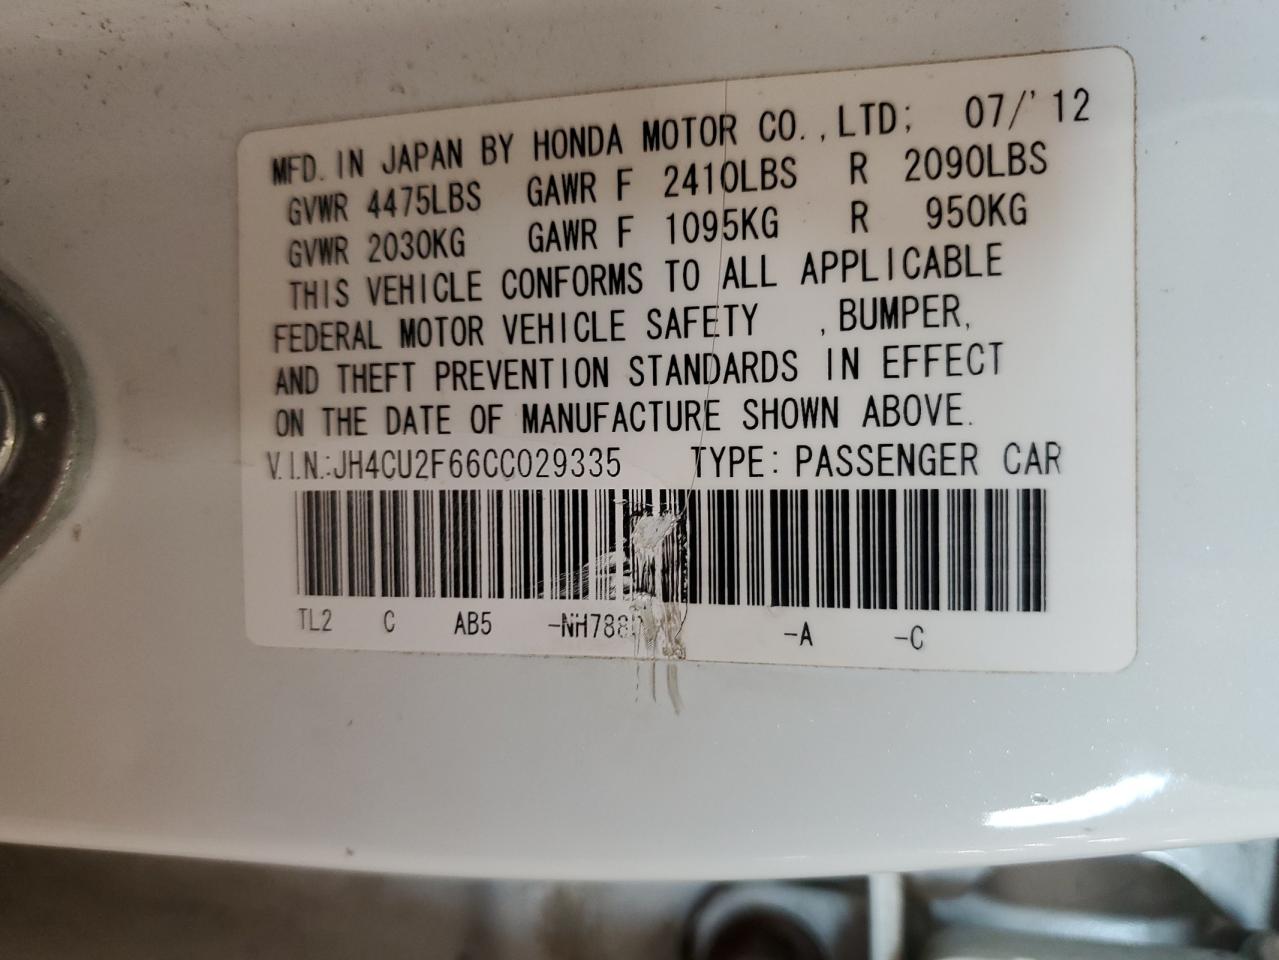 MFD. IN JAPAN BY HONDA MOTOR CO.,LTD; 07/'12
GVWR 4475LBS GAWR F 2410LBS R 2090LBS
GVWR 2030KG GAWR F 1095KG R 950KG
THIS VEHICLE CONFORMS TO ALL APPLICABLE
FEDERAL MOTOR VEHICLE SAFETY ,BUMPER,
AND THEFT PREVENTION STANDARDS IN EFFECT
ON THE DATE OF MANUFACTURE SHOWN ABOVE.
V.I.N.:JH4CU2F66CC029335 TYPE: PASSENGER CAR
TL2 C AB5 -A -C